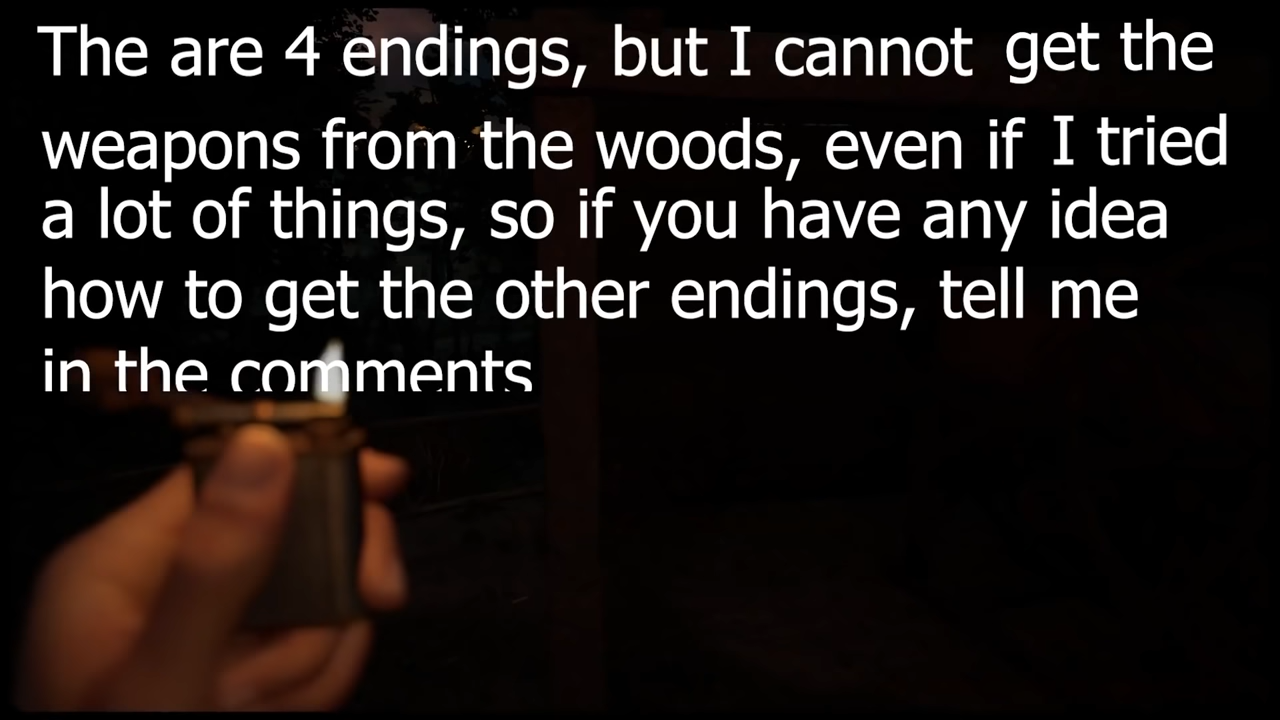 The are 4 endings, but I cannot get the
weapons from the woods, even if I tried
a lot of things, so if you have any idea
how to get the other endings, tell me
in the comments